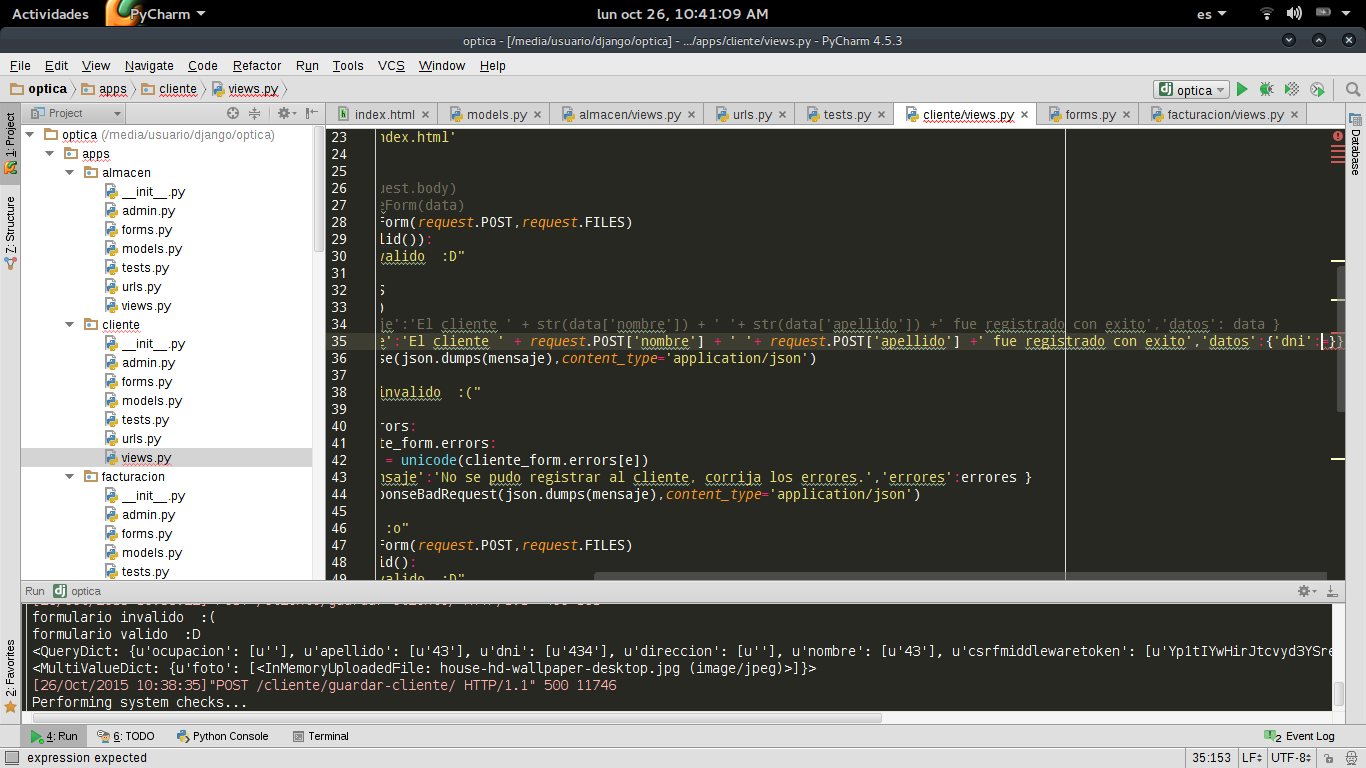 Actividades PyCharm lun oct 26, 10:41:09 AM es
optica - [/media/usuario/django/optica] - .../apps/cliente/views.py - PyCharm 4.5.3
File Edit View Navigate Code Refactor Run Tools VCS Window Help
optica apps cliente views.py optica
Project index.html models.py almacen/views.py urls.py tests.py cliente/views.py forms.py facturacion/views.py
1: Project
7: Structure
2: Favorites
Database
optica (/media/usuario/django/optica)
apps
almacen
__init__.py
admin.py
forms.py
models.py
tests.py
urls.py
views.py
cliente
__init__.py
admin.py
forms.py
models.py
tests.py
urls.py
views.py
facturacion
__init__.py
admin.py
forms.py
models.py
tests.py
23 ndex.html'
24
25
26 uest.body)
27 eForm(data)
28 Form(request.POST,request.FILES)
29 lid()):
30 valido  :D"
31
32 s
33 )
34 je':'El cliente ' + str(data['nombre']) + ' '+ str(data['apellido']) +' fue registrado con exito','datos': data }
35 e':'El cliente ' + request.POST['nombre'] + ' '+ request.POST['apellido'] +' fue registrado con exito','datos':{'dni':=}}
36 se(json.dumps(mensaje),content_type='application/json')
37
38 invalido  :("
39
40 rors:
41 te_form.errors:
42 = unicode(cliente_form.errors[e])
43 nsaje':'No se pudo registrar al cliente, corrija los errores.','errores':errores }
44 ponseBadRequest(json.dumps(mensaje),content_type='application/json')
45
46 :o"
47 Form(request.POST,request.FILES)
48 id():
49 valido  :D"
Run optica
formulario invalido  :(
formulario valido  :D
<QueryDict: {u'ocupacion': [u''], u'apellido': [u'43'], u'dni': [u'434'], u'direccion': [u''], u'nombre': [u'43'], u'csrfmiddlewaretoken': [u'Yp1tIYwHirJtcvyd3YSre
<MultiValueDict: {u'foto': [<InMemoryUploadedFile: house-hd-wallpaper-desktop.jpg (image/jpeg)>]}>
[26/Oct/2015 10:38:35]"POST /cliente/guardar-cliente/ HTTP/1.1" 500 11746
Performing system checks...
4: Run 6: TODO Python Console Terminal 2 Event Log
expression expected 35:153 LF UTF-8